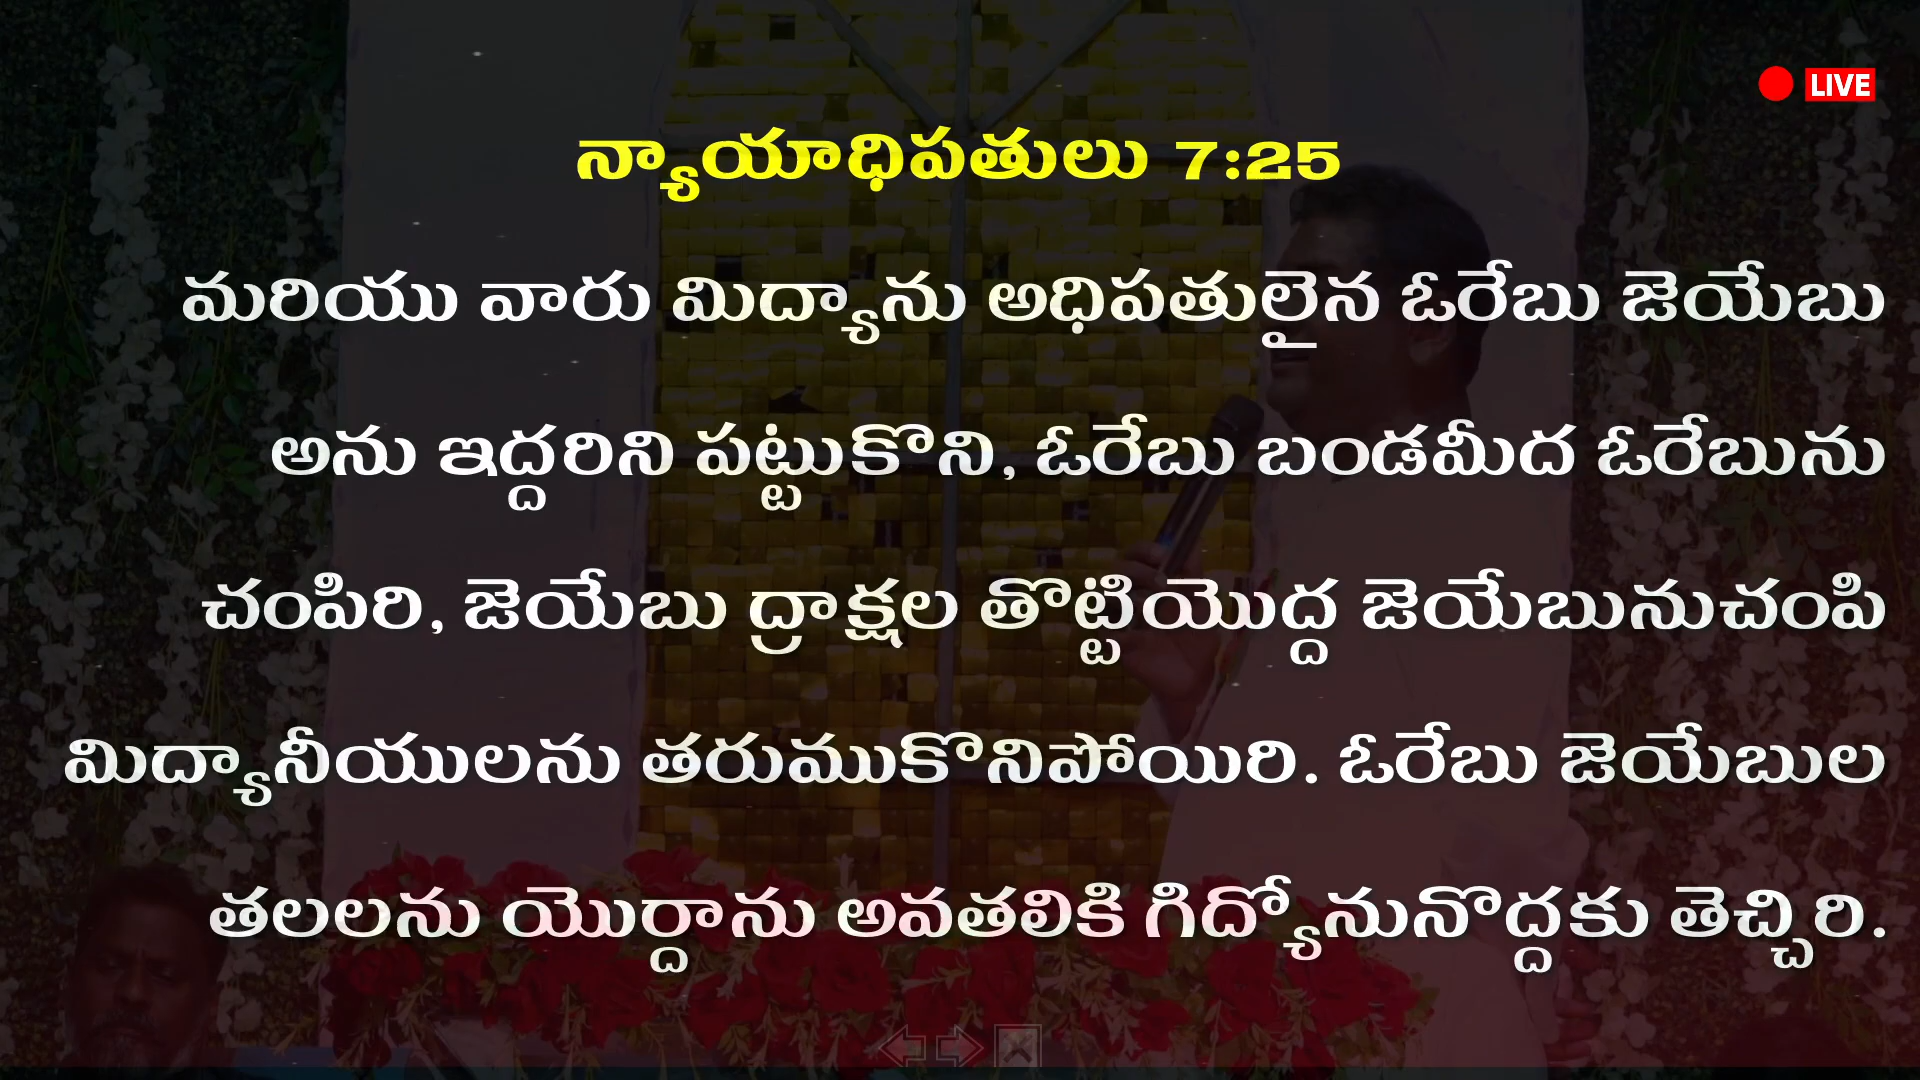 LIVE
న్యాయాధిపతులు 7:25
మరియు వారు మిద్యాను అధిపతులైన ఓరేబు జెయేబు
అను ఇద్దరిని పట్టుకొని, ఓరేబు బండమీద ఓరేబును
చంపిరి, జెయేబు ద్రాక్షల తొట్టియొద్ద జెయేబునుచంపి
మిద్యానీయులను తరుముకొనిపోయిరి. ఓరేబు జెయేబుల
తలలను యొర్దాను అవతలికి గిద్యోనునొద్దకు తెచ్చిరి.